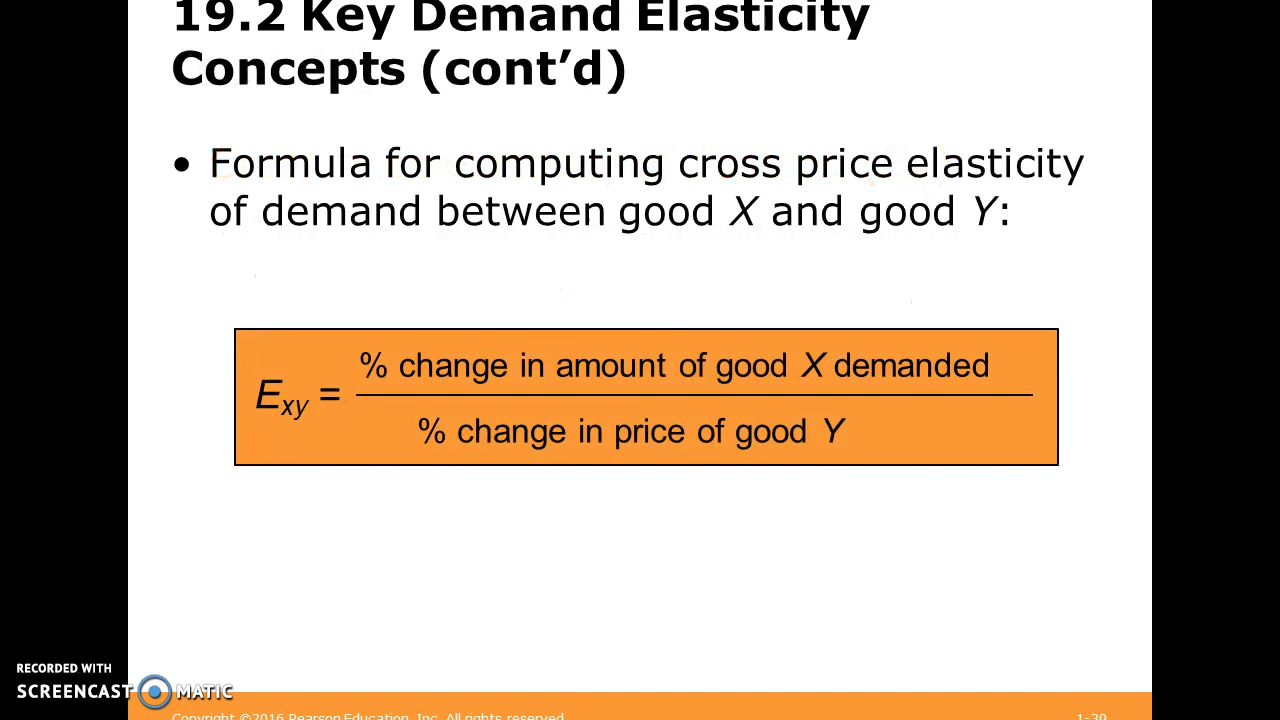 19.2 Key Demand Elasticity
Concepts (cont’d)
• Formula for computing cross price elasticity
of demand between good X and good Y:
% change in amount of good X demanded
Exy =
% change in price of good Y
RECORDED WITH
SCREENCAST MATIC
Copyright ©2016 Pearson Education, Inc. All rights reserved.
1-39